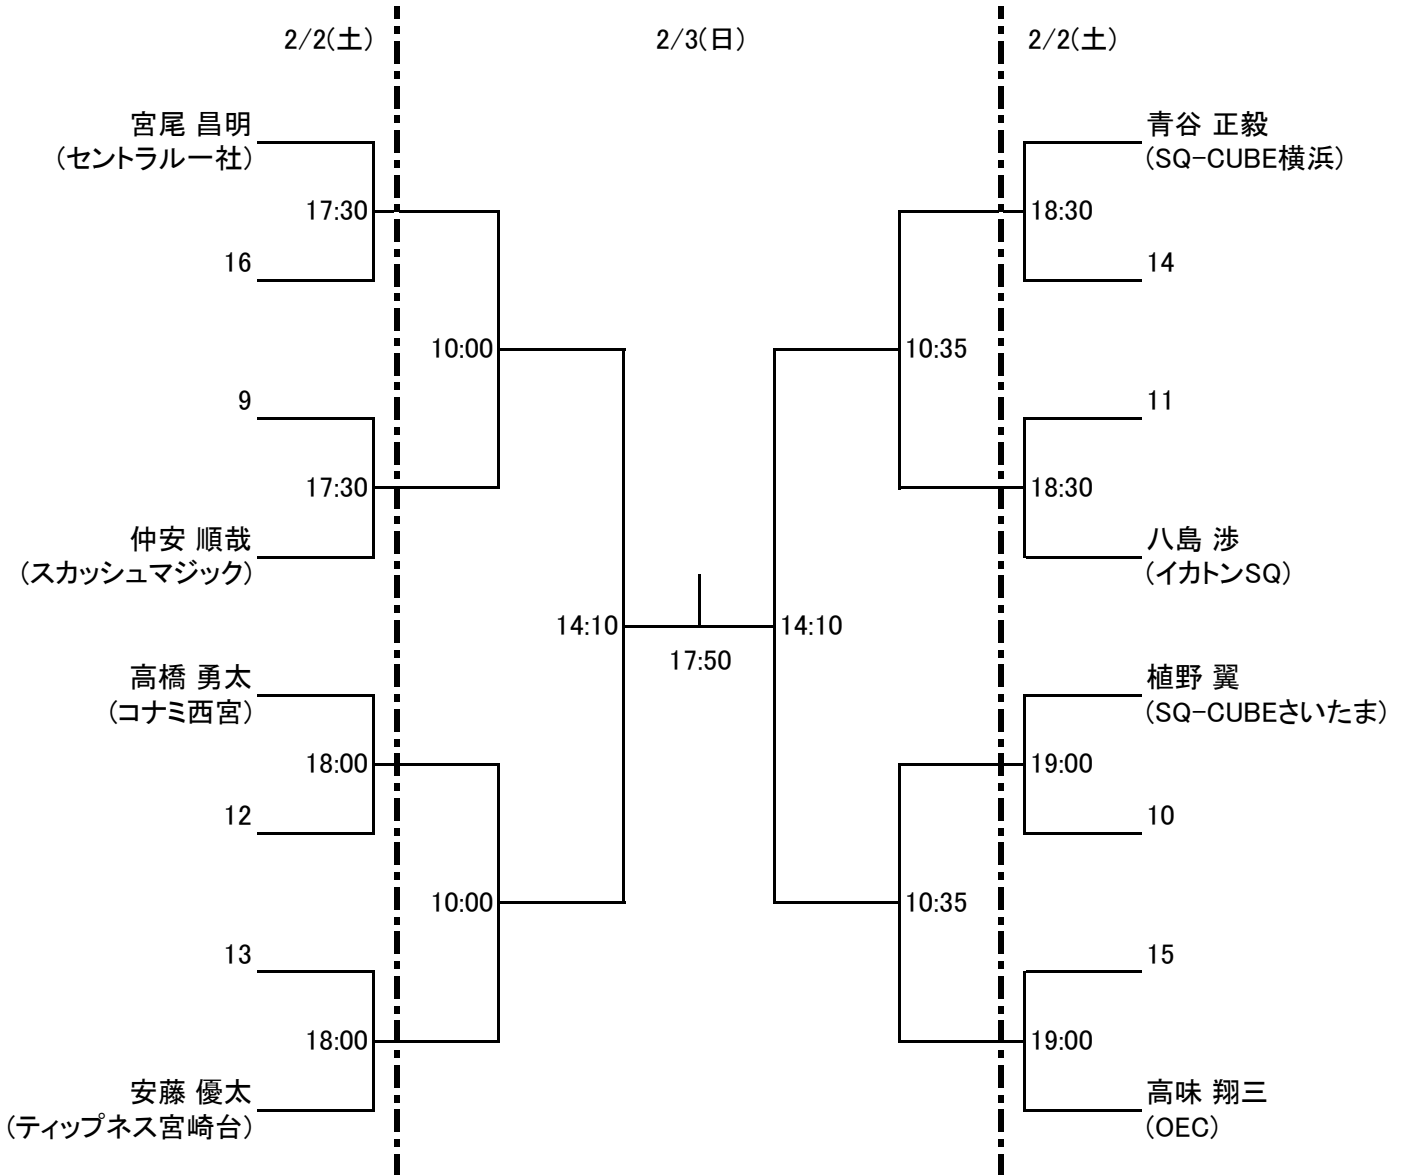 2/2(土)
2/3(日)
2/2(土)
宮尾 昌明
(セントラル一社)
17:30
16
10:00
9
17:30
仲安 順哉
(スカッシュマジック)
14:10
高橋 勇太
(コナミ西宮)
18:00
12
10:00
13
18:00
安藤 優太
(ティップネス宮崎台)
17:50
青谷 正毅
(SQ-CUBE横浜)
18:30
14
10:35
11
18:30
八島 渉
(イカトンSQ)
14:10
植野 翼
(SQ-CUBEさいたま)
19:00
10
10:35
15
19:00
高味 翔三
(OEC)